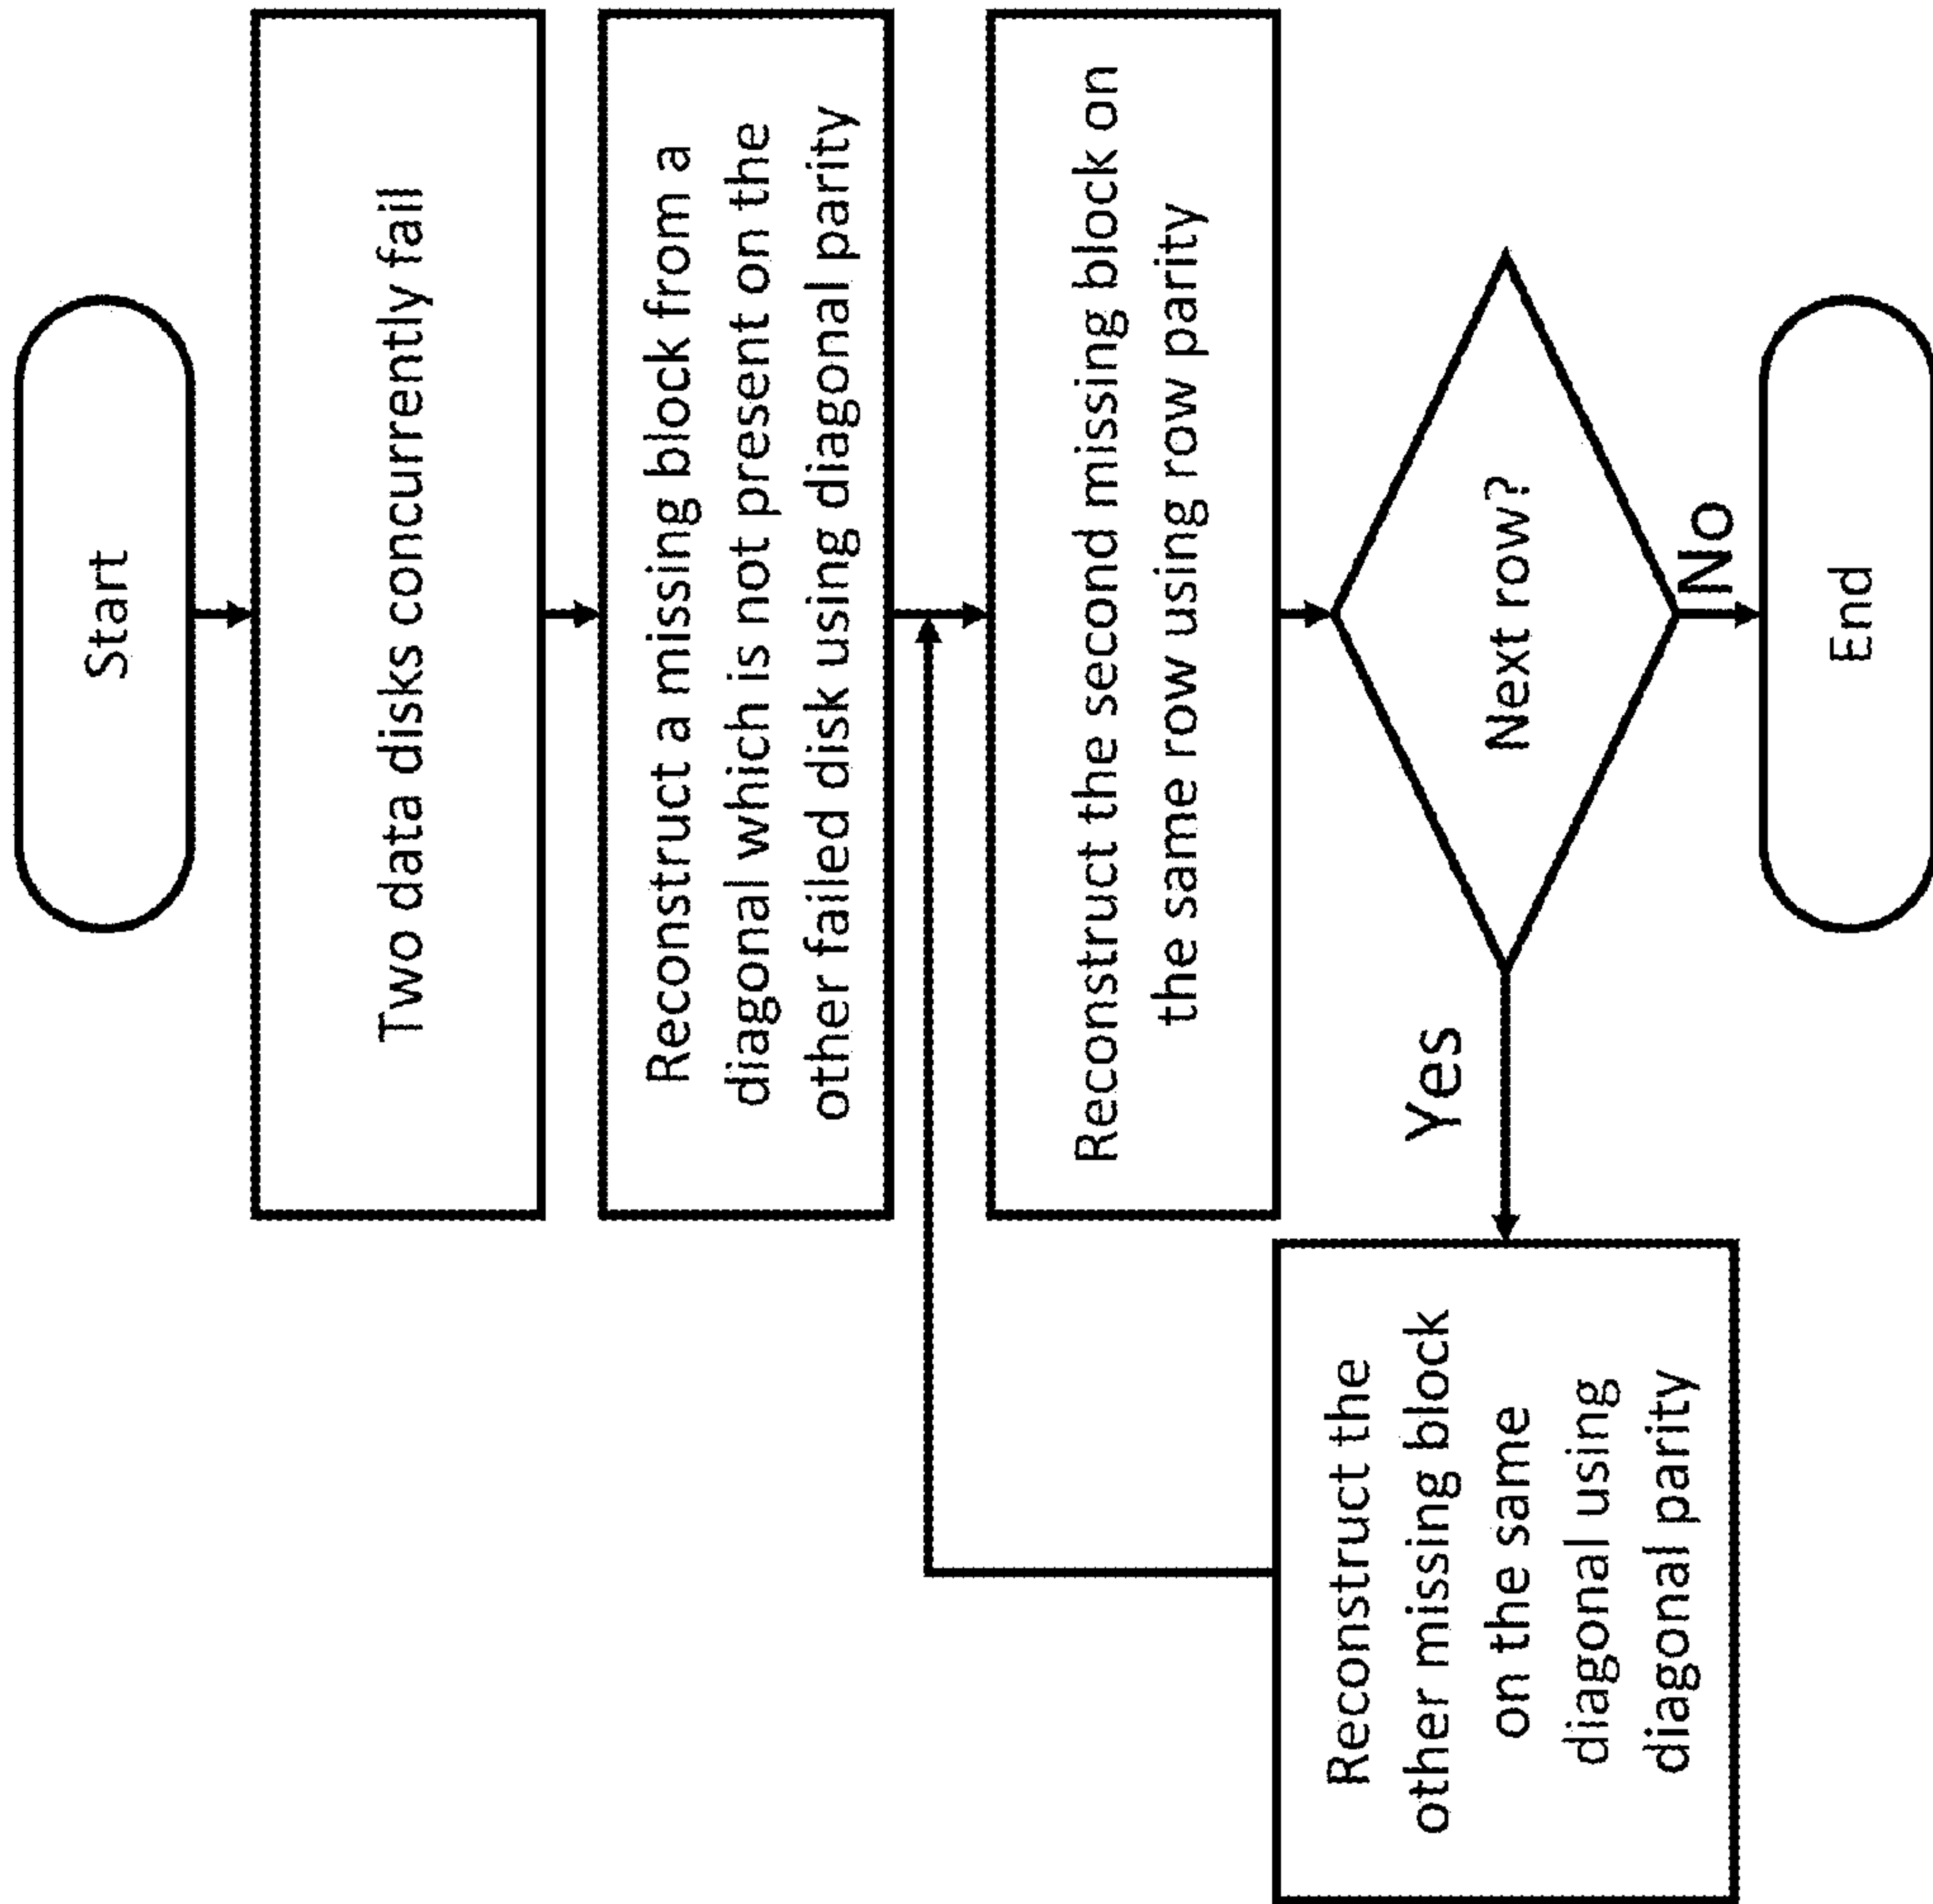 Start
Two data disks concurrently fail
Reconstruct a missing block from a
diagonal which is not present on the
other failed disk using diagonal parity
Reconstruct the second missing block on
the same row using row parity
Next row?
Yes
No
Reconstruct the
other missing block
on the same
diagonal using
diagonal parity
End